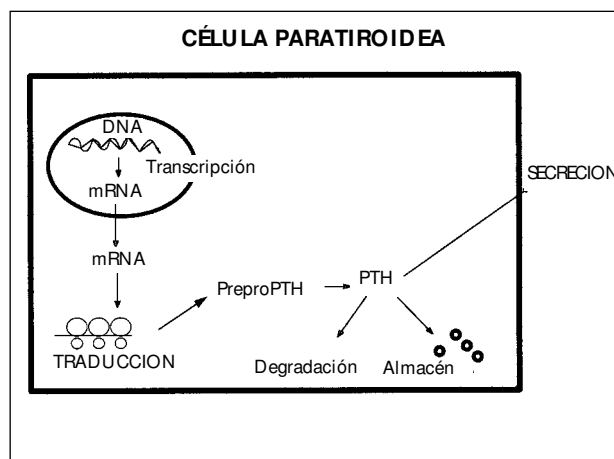 CÉLULA PARATIROIDEA
DNA
Transcripción
mRNA
SECRECION
mRNA
PreproPTH
PTH
TRADUCCION
Degradación
Almacén